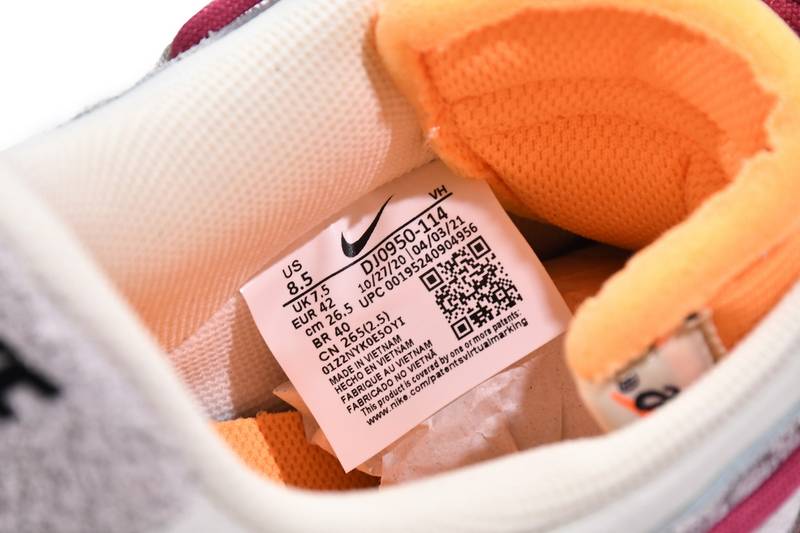 VH
US
8.5
DJ0950-114
UK 7.5
10/27/20 | 04/03/21
EUR 42
UPC 00195240904956
cm 26.5
BR 40
CN 265(2.5)
01Z2NYK0E5OYI
MADE IN VIETNAM
HECHO EN VIETNAM
FABRIQUE AU VIETNAM
FABRICADO NO VIETNÃ
This product is covered by one or more patents:
www.nike.com/patentsvirtualmarking